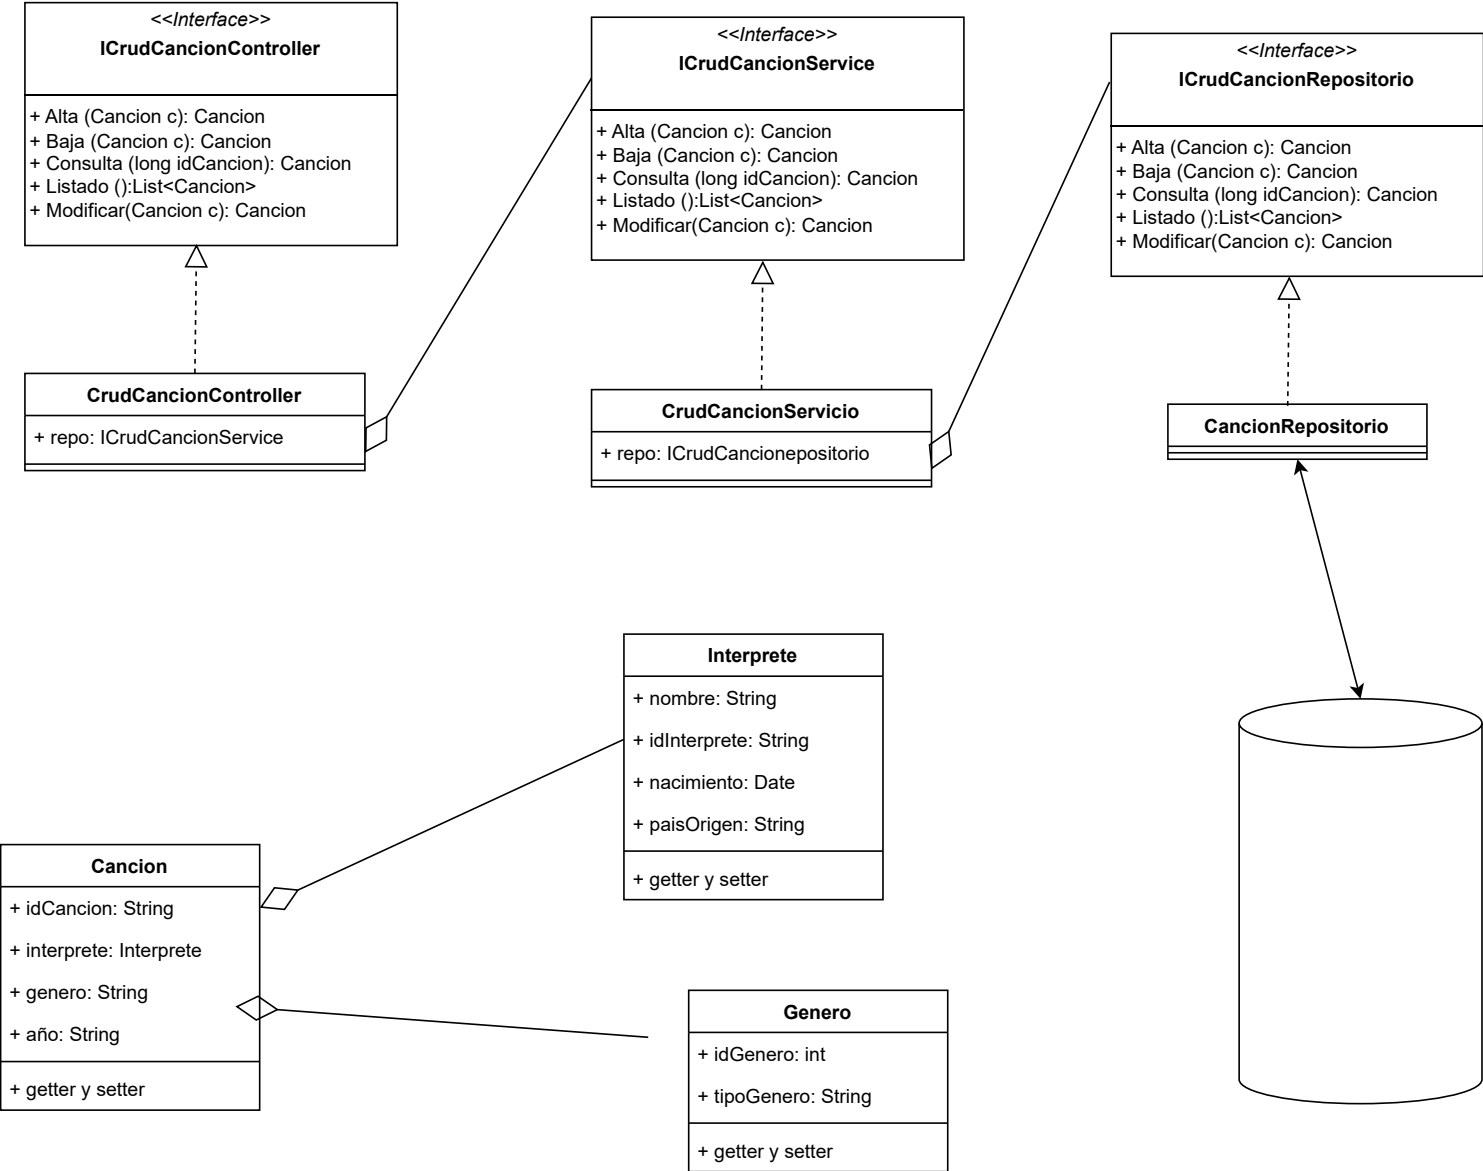 <<Interface>>
ICrudCancionController
+ Alta (Cancion c): Cancion
+ Baja (Cancion c): Cancion
+ Consulta (long idCancion): Cancion
+ Listado ():List<Cancion>
+ Modificar(Cancion c): Cancion
<<Interface>>
ICrudCancionService
+ Alta (Cancion c): Cancion
+ Baja (Cancion c): Cancion
+ Consulta (long idCancion): Cancion
+ Listado ():List<Cancion>
+ Modificar(Cancion c): Cancion
<<Interface>>
ICrudCancionRepositorio
+ Alta (Cancion c): Cancion
+ Baja (Cancion c): Cancion
+ Consulta (long idCancion): Cancion
+ Listado ():List<Cancion>
+ Modificar(Cancion c): Cancion
CrudCancionController
+ repo: ICrudCancionService
CrudCancionServicio
+ repo: ICrudCancionepositorio
CancionRepositorio
Interprete
+ nombre: String
+ idInterprete: String
+ nacimiento: Date
+ paisOrigen: String
+ getter y setter
Cancion
+ idCancion: String
+ interprete: Interprete
+ genero: String
+ año: String
+ getter y setter
Genero
+ idGenero: int
+ tipoGenero: String
+ getter y setter